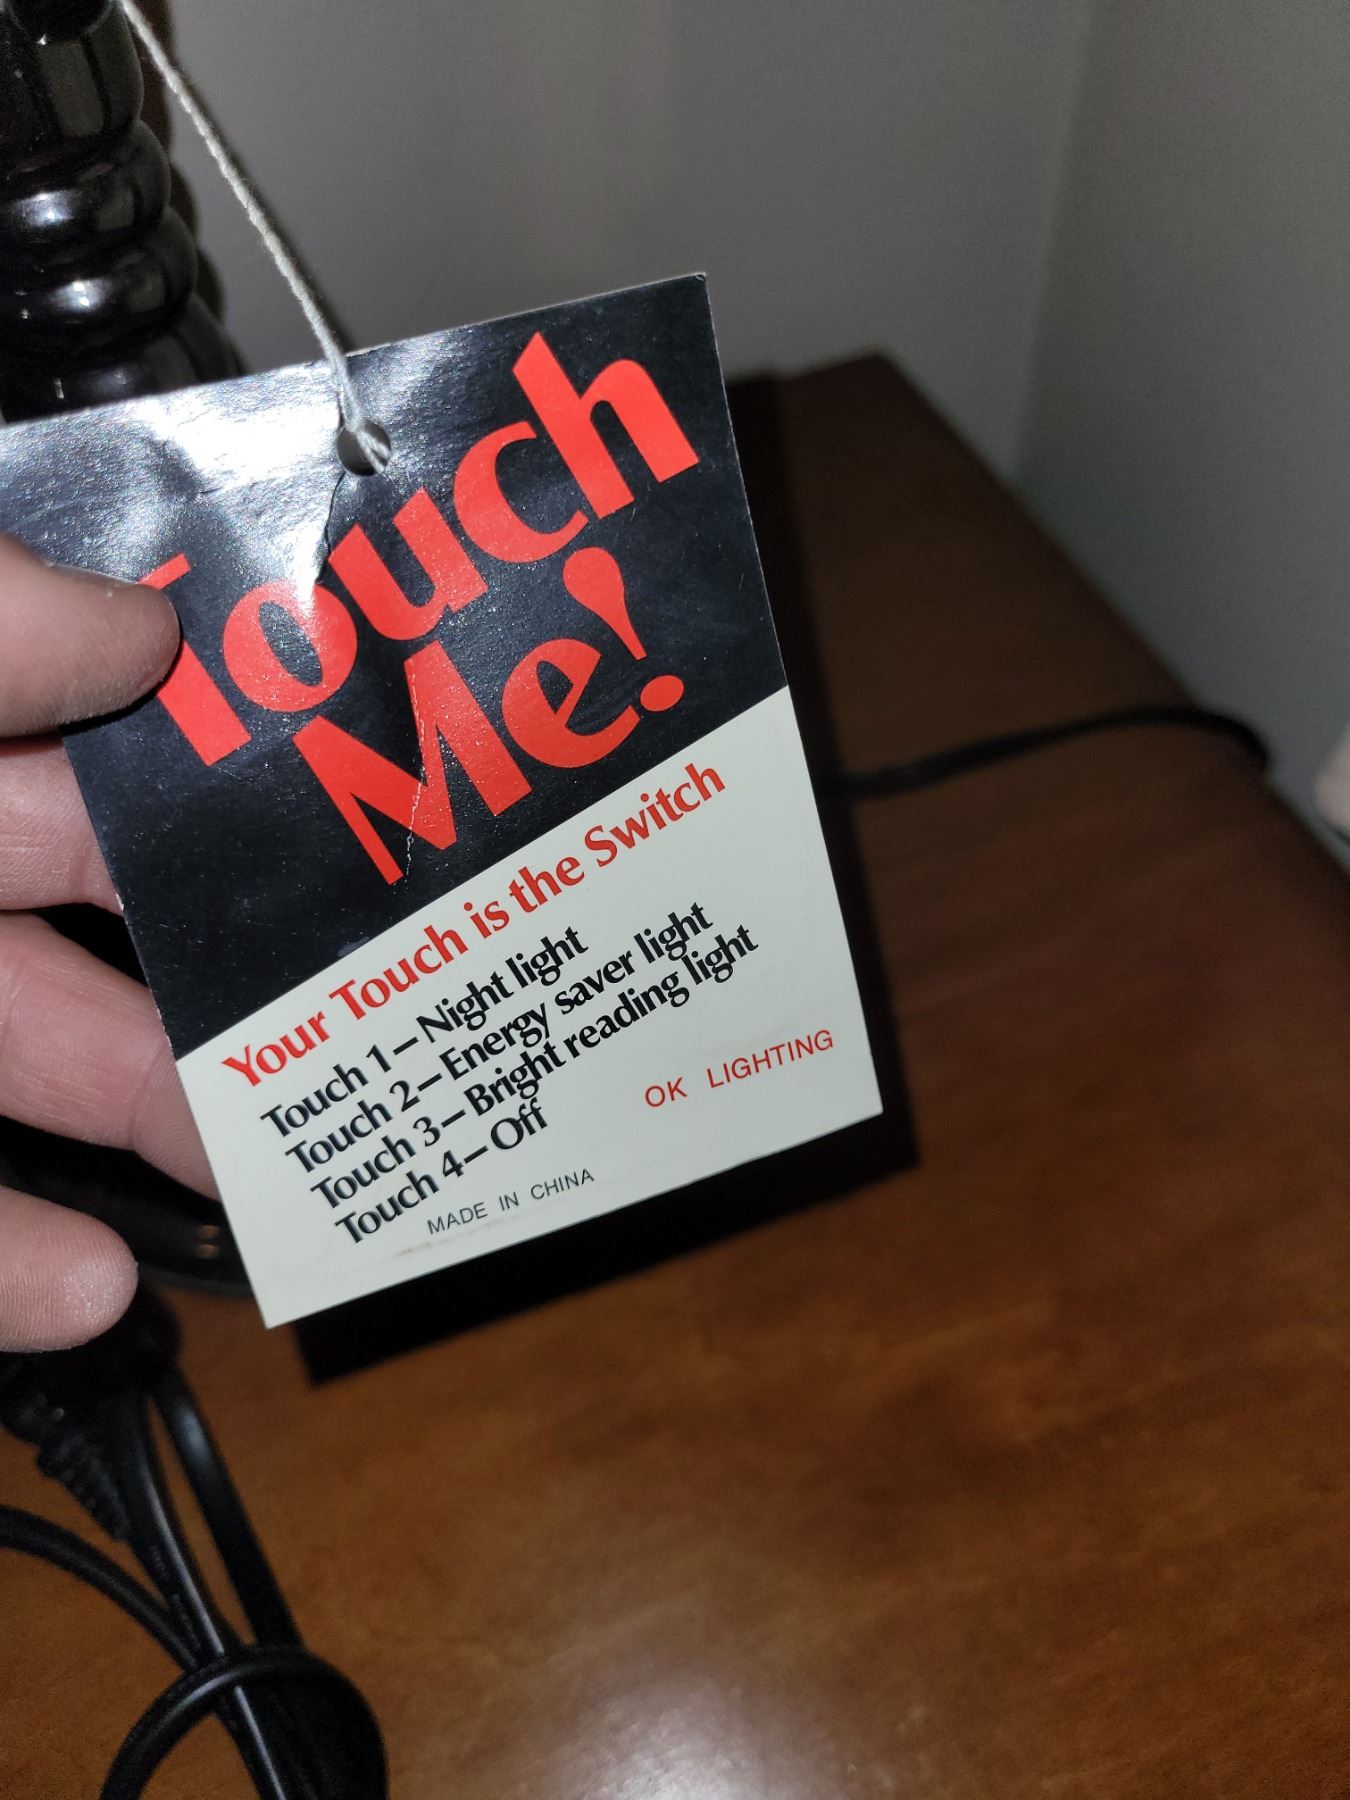 Touch
Me!
Your Touch is the Switch
Touch 1–Night light
Touch 2–Energy saver light
Touch 3–Bright reading light
Touch 4–Off
OK LIGHTING
MADE IN CHINA